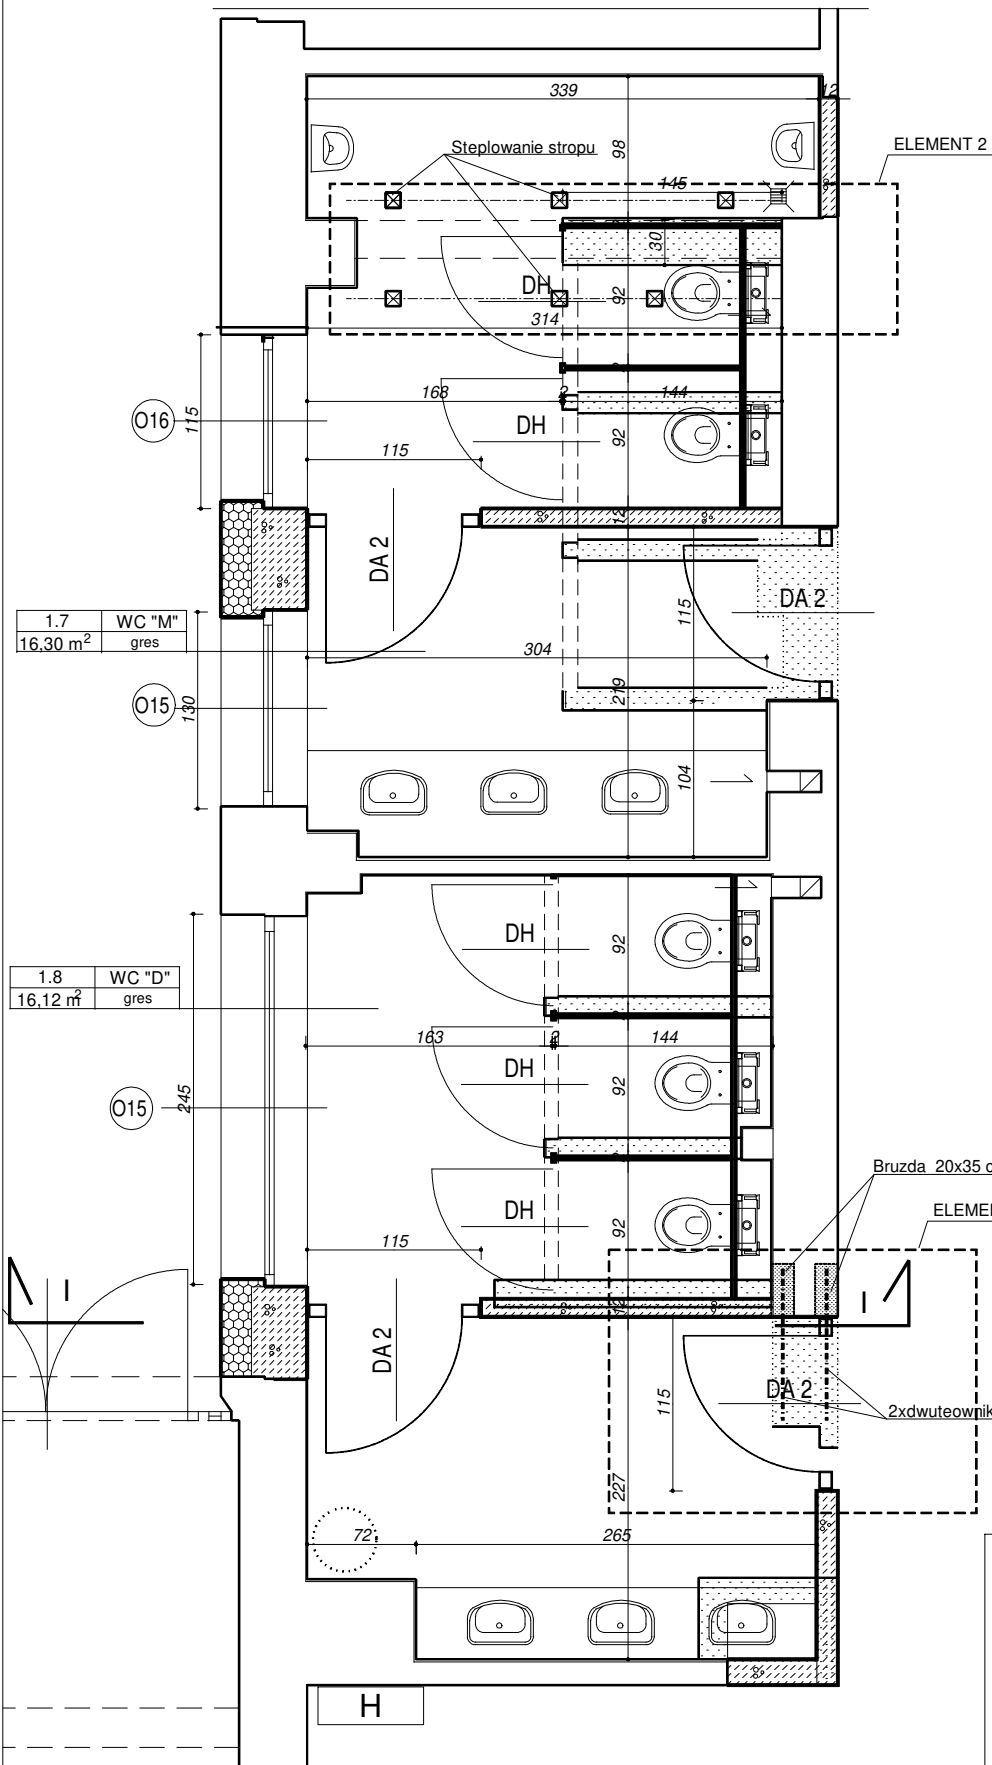 339
12
Steplowanie stropu
98
ELEMENT 2
145
30
DH
92
314
168
2
144
O16
115
DH
92
115
12
DA 2
DA 2
115
1.7 WC "M"
16,30 m² gres
304
219
O15
130
104
DH
92
1.8 WC "D"
16,12 m² gres
163
2
144
DH
92
O15
245
Bruzda 20x35 c
ELEME
DH
92
115
12
I
I
DA 2
DA 2
115
2xdwuteownik
227
72
265
H